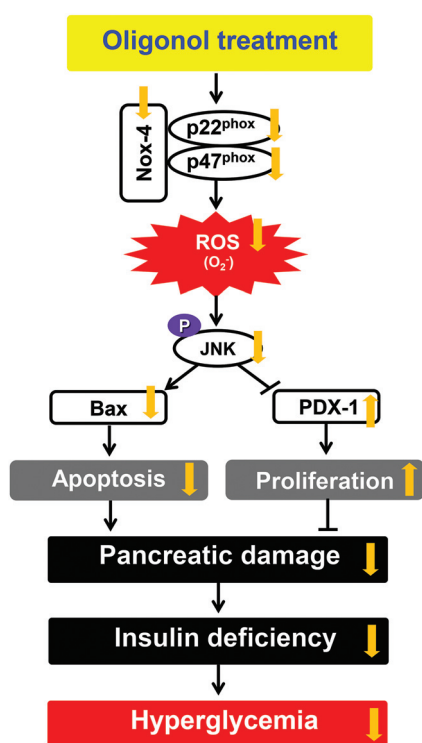 Oligonol treatment
Nox-4
p22phox
p47phox
ROS
(O2-)
P
JNK
Bax
PDX-1
Apoptosis
Proliferation
Pancreatic damage
Insulin deficiency
Hyperglycemia